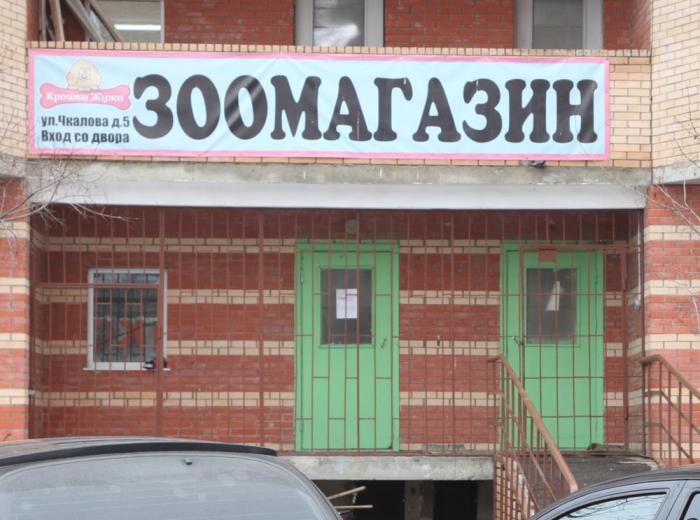 Крошка Жужа
ул.Чкалова д.5
Вход со двора
ЗООМАГАЗИН